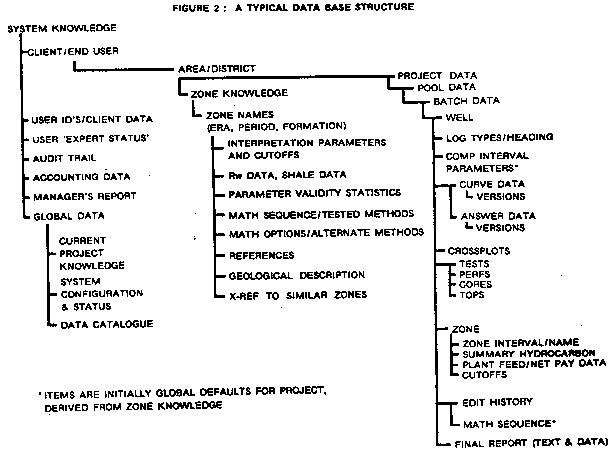 FIGURE 2 : A TYPICAL DATA BASE STRUCTURE
SYSTEM KNOWLEDGE
CLIENT/END USER
AREA/DISTRICT
PROJECT DATA
POOL DATA
BATCH DATA
ZONE KNOWLEDGE
ZONE NAMES
(ERA, PERIOD, FORMATION)
INTERPRETATION PARAMETERS
AND CUTOFFS
RW DATA, SHALE DATA
PARAMETER VALIDITY STATISTICS
MATH SEQUENCE/TESTED METHODS
MATH OPTIONS/ALTERNATE METHODS
REFERENCES
GEOLOGICAL DESCRIPTION
X-REF TO SIMILAR ZONES
USER ID'S/CLIENT DATA
USER 'EXPERT STATUS'
AUDIT TRAIL
ACCOUNTING DATA
MANAGER'S REPORT
GLOBAL DATA
CURRENT
PROJECT
KNOWLEDGE
SYSTEM
CONFIGURATION
& STATUS
DATA CATALOGUE
WELL
LOG TYPES/HEADING
COMP INTERVAL
PARAMETERS*
CURVE DATA
VERSIONS
ANSWER DATA
VERSIONS
CROSSPLOTS
TESTS
PERFS
CORES
TOPS
ZONE
ZONE INTERVAL/NAME
SUMMARY HYDROCARBON
PLANT FEED/NET PAY DATA
CUTOFFS
EDIT HISTORY
MATH SEQUENCE*
FINAL REPORT (TEXT & DATA)
* ITEMS ARE INITIALLY GLOBAL DEFAULTS FOR PROJECT,
DERIVED FROM ZONE KNOWLEDGE